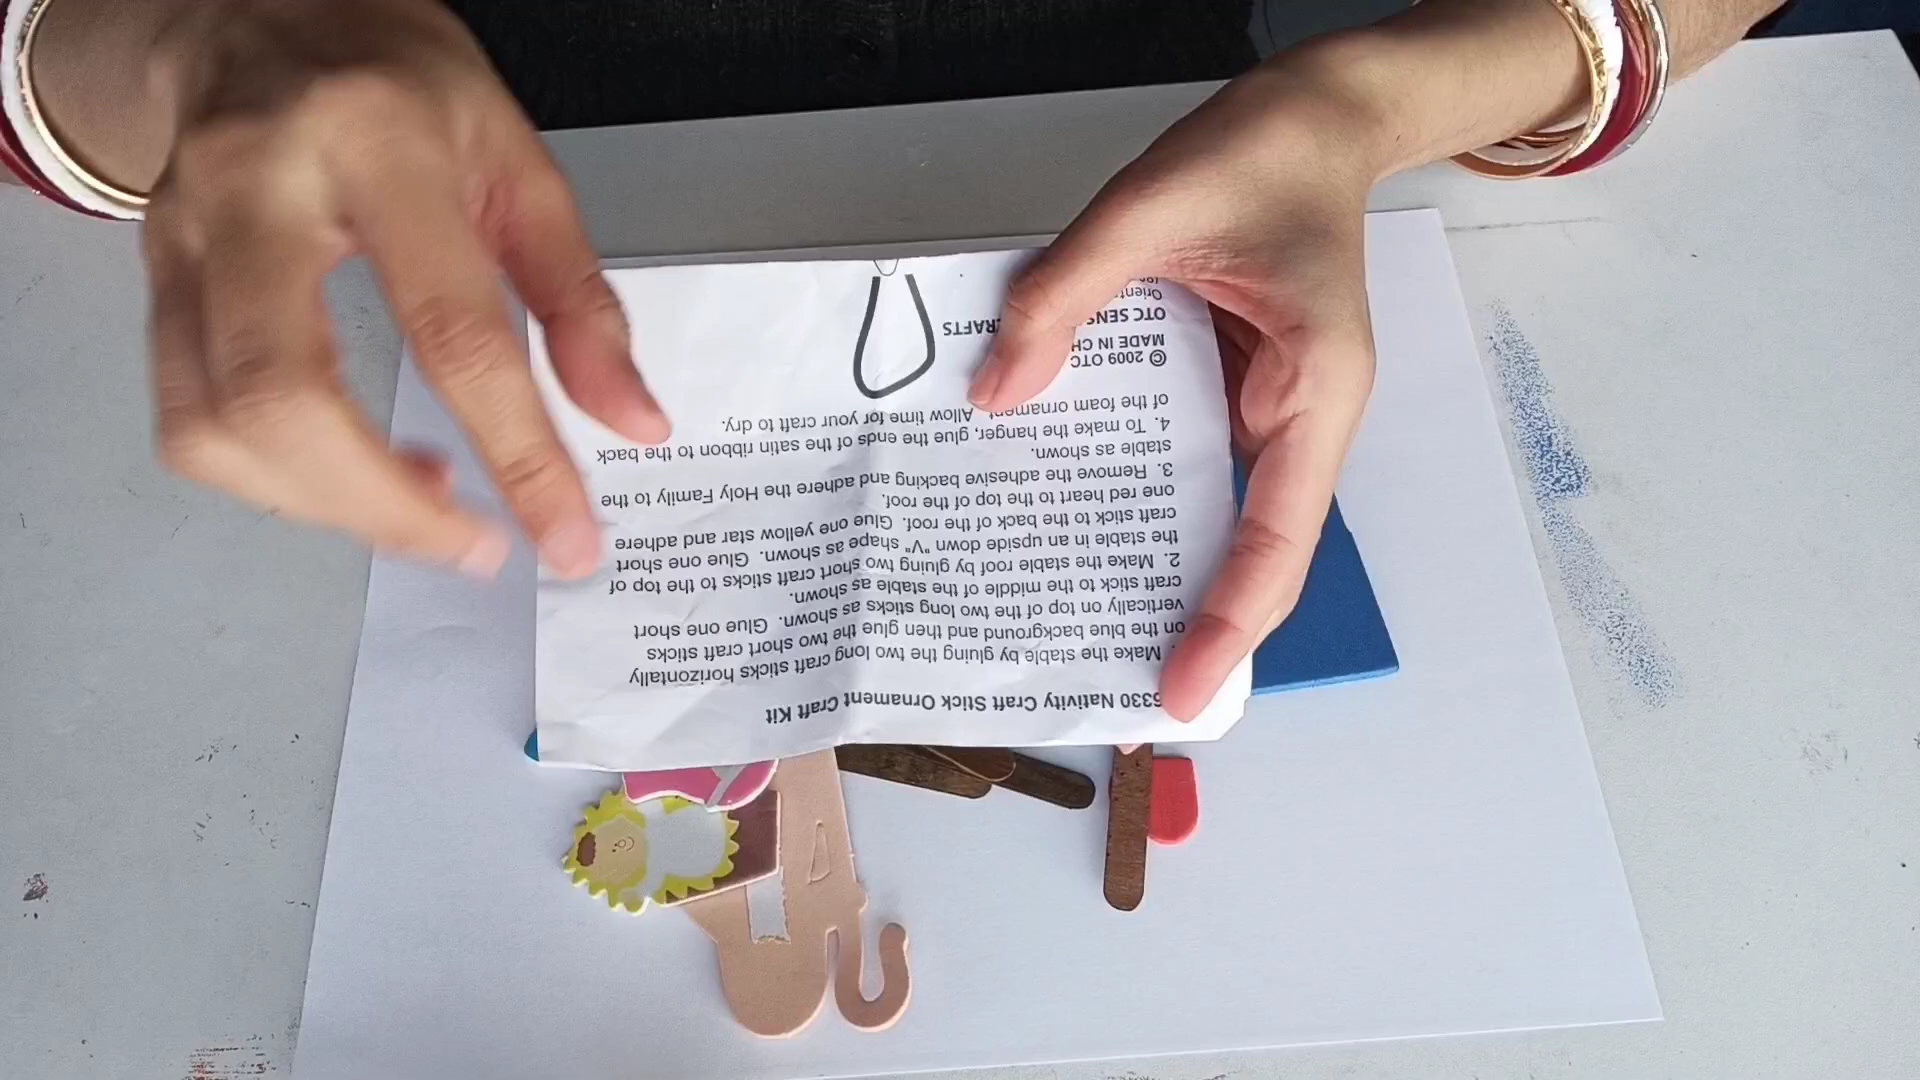 6330 Nativity Craft Stick Ornament Craft Kit
Make the stable by gluing the two long craft sticks horizontally
on the blue background and then glue the two short craft sticks
vertically on top of the two long sticks as shown. Glue one short
craft stick to the middle of the stable as shown.
2. Make the stable roof by gluing two short craft sticks to the top of
the stable in an upside down "V" shape as shown. Glue one short
craft stick to the back of the roof. Glue one yellow star and adhere
one red heart to the top of the roof.
3. Remove the adhesive backing and adhere the Holy Family to the
stable as shown.
4. To make the hanger, glue the ends of the satin ribbon to the back
of the foam ornament. Allow time for your craft to dry.
© 2009 OTC
MADE IN CH
OTC SENS RAFTS
Orient